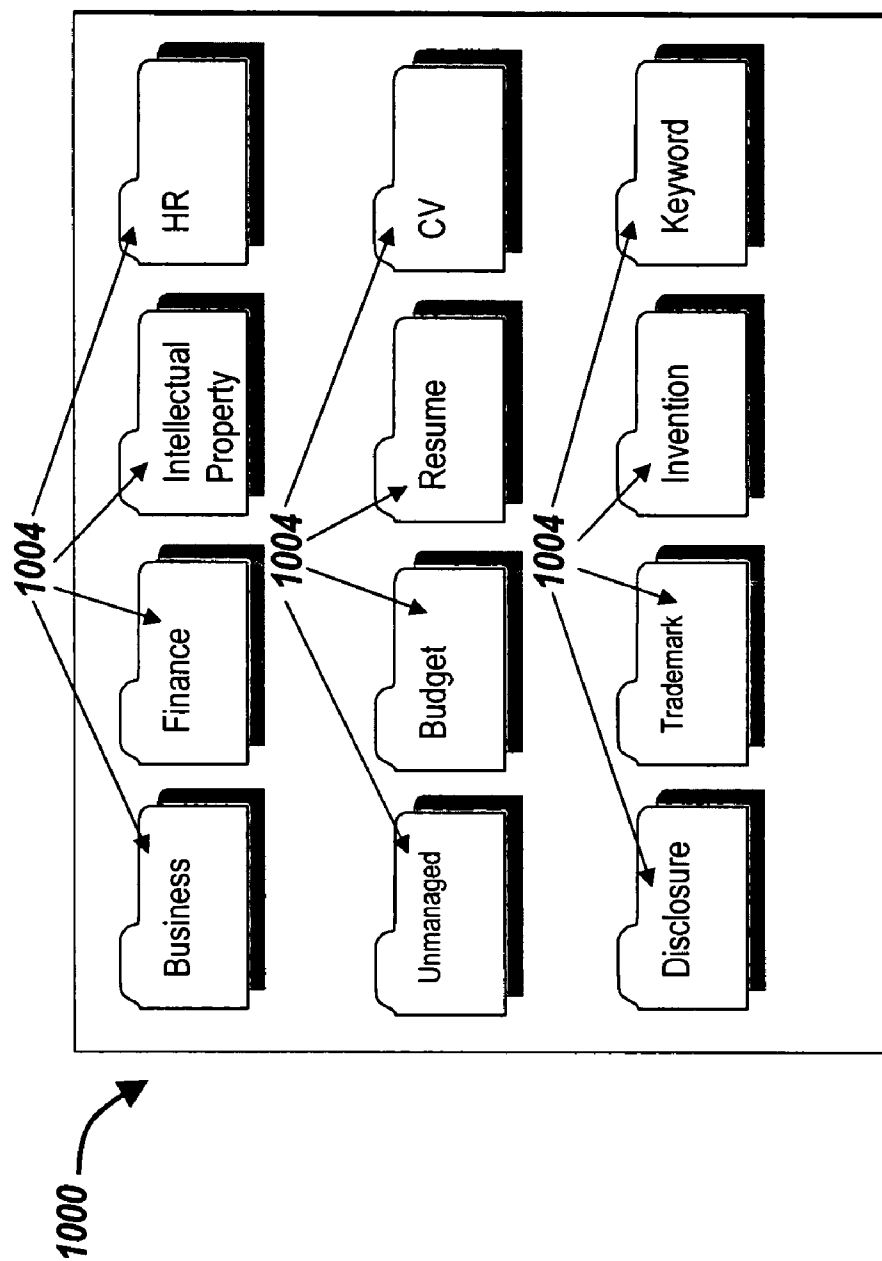 1000
1004
Business
Finance
Intellectual
Property
HR
1004
Unmanaged
Budget
Resume
CV
1004
Disclosure
Trademark
Invention
Keyword